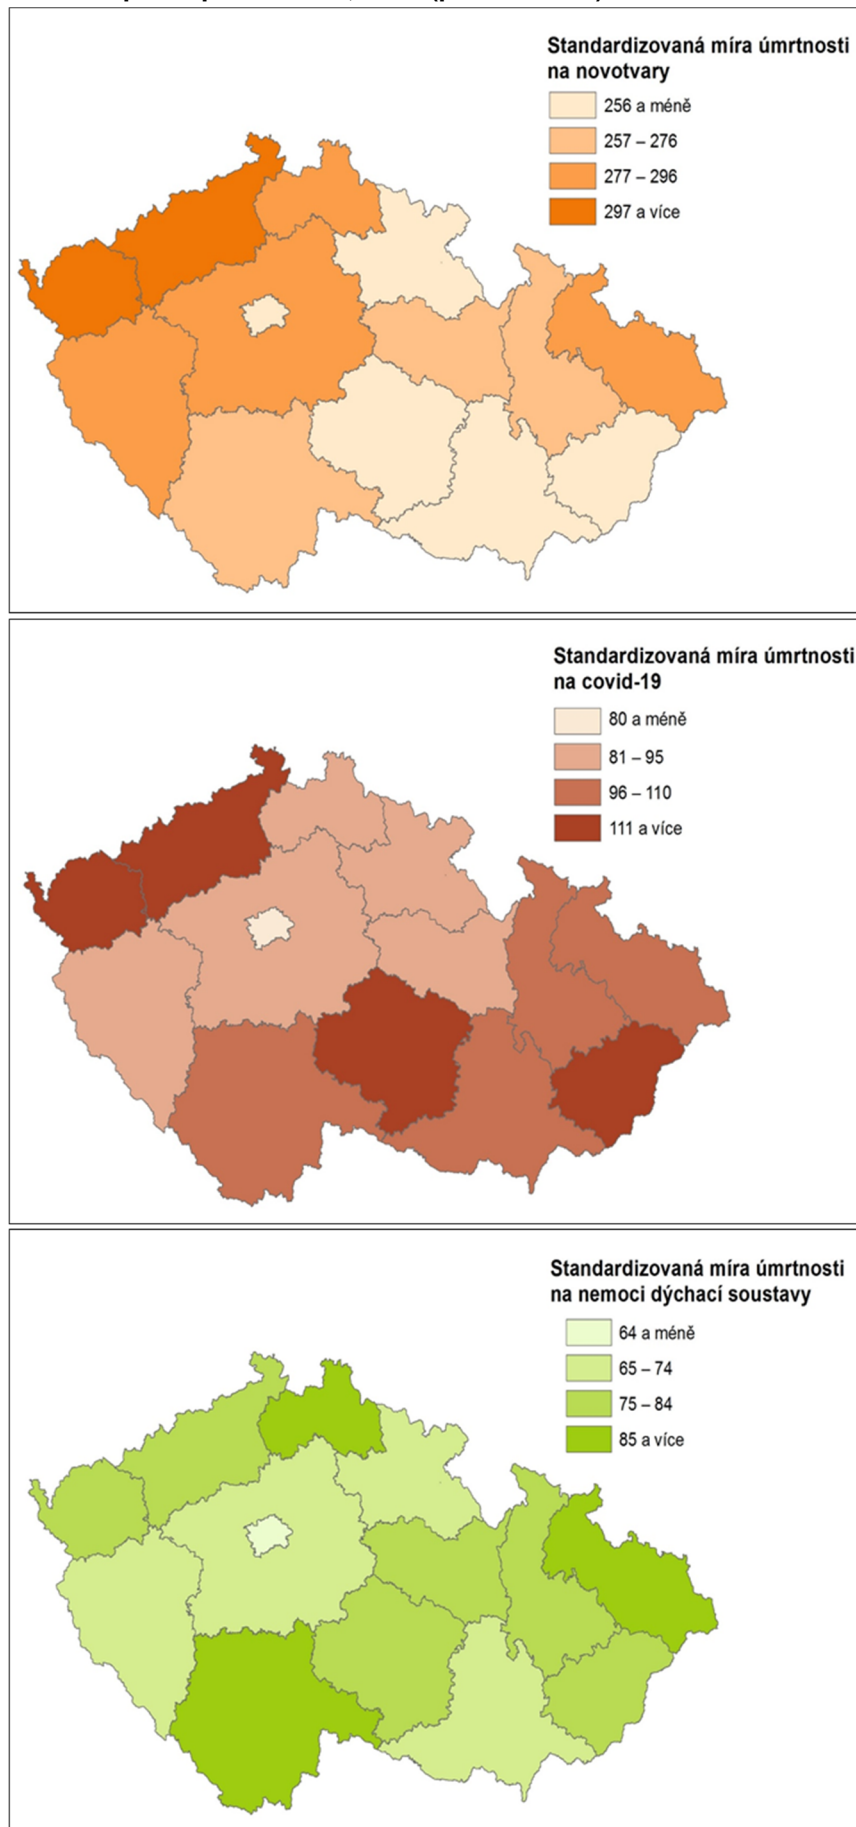 Standardizovaná míra úmrtnosti
na novotvary
256 a méně
257 – 276
277 – 296
297 a více
Standardizovaná míra úmrtnosti
na covid-19
80 a méně
81 – 95
96 – 110
111 a více
Standardizovaná míra úmrtnosti
na nemoci dýchací soustavy
64 a méně
65 – 74
75 – 84
85 a více